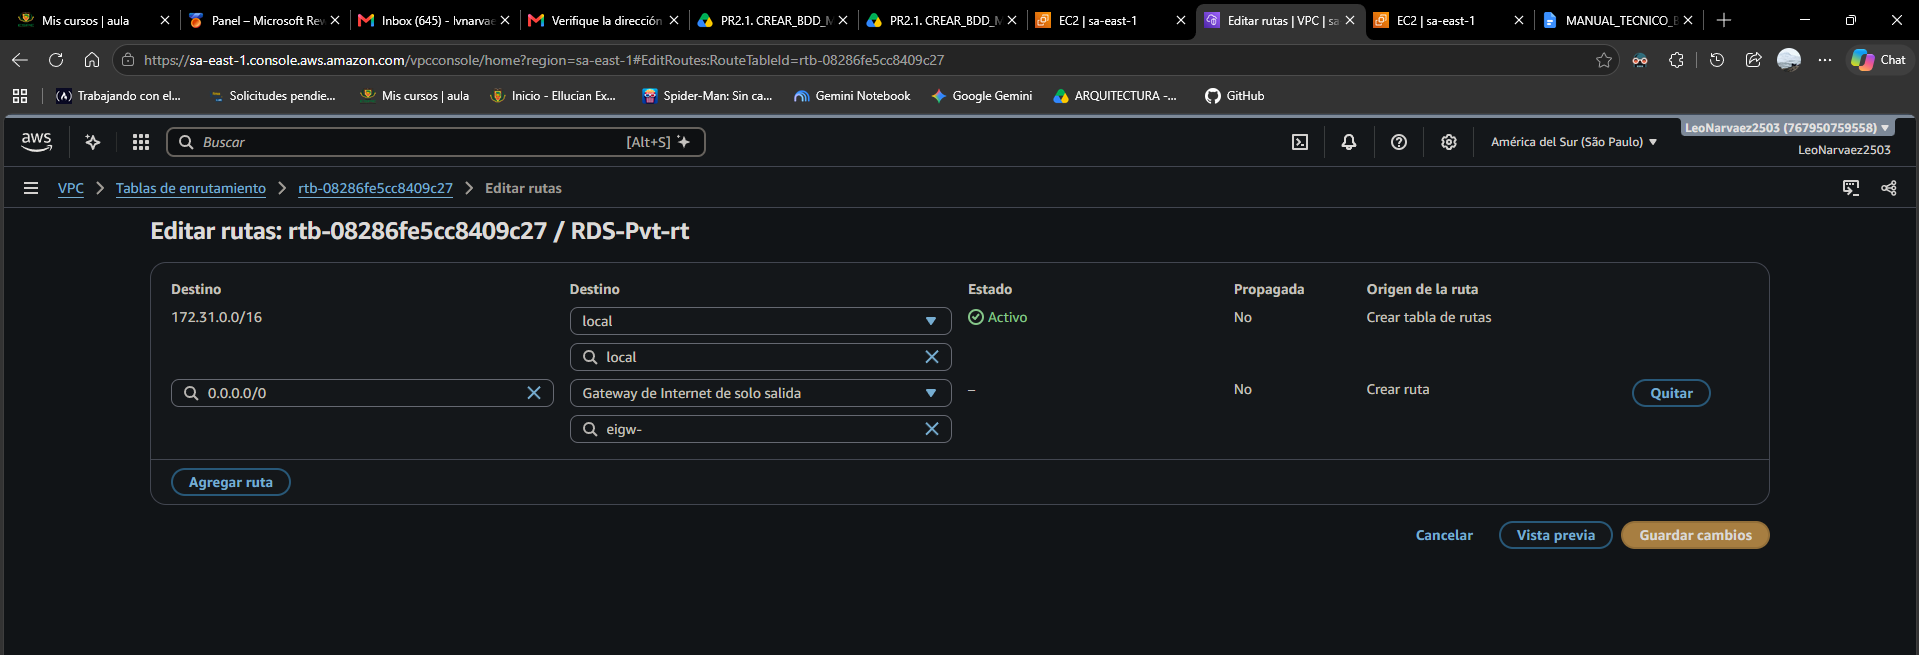 Mis cursos | aula
Panel – Microsoft Rew
Inbox (645) - lvnarvae
Verifique la dirección
PR2.1. CREAR_BDD_M
PR2.1. CREAR_BDD_M
EC2 | sa-east-1
Editar rutas | VPC | sa
EC2 | sa-east-1
MANUAL_TECNICO_B
https://sa-east-1.console.aws.amazon.com/vpcconsole/home?region=sa-east-1#EditRoutes:RouteTableId=rtb-08286fe5cc8409c27
Chat
Trabajando con el...
Solicitudes pendie...
Mis cursos | aula
Inicio - Ellucian Ex...
Spider-Man: Sin ca...
Gemini Notebook
Google Gemini
ARQUITECTURA -...
GitHub
aws
Buscar
[Alt+S]
América del Sur (São Paulo)
LeoNarvaez2503 (767950759558)
LeoNarvaez2503
VPC > Tablas de enrutamiento > rtb-08286fe5cc8409c27 > Editar rutas
Editar rutas: rtb-08286fe5cc8409c27 / RDS-Pvt-rt
Destino Destino Estado Propagada Origen de la ruta
172.31.0.0/16 local Activo No Crear tabla de rutas
local
0.0.0.0/0 Gateway de Internet de solo salida – No Crear ruta Quitar
eigw-
Agregar ruta
Cancelar Vista previa Guardar cambios